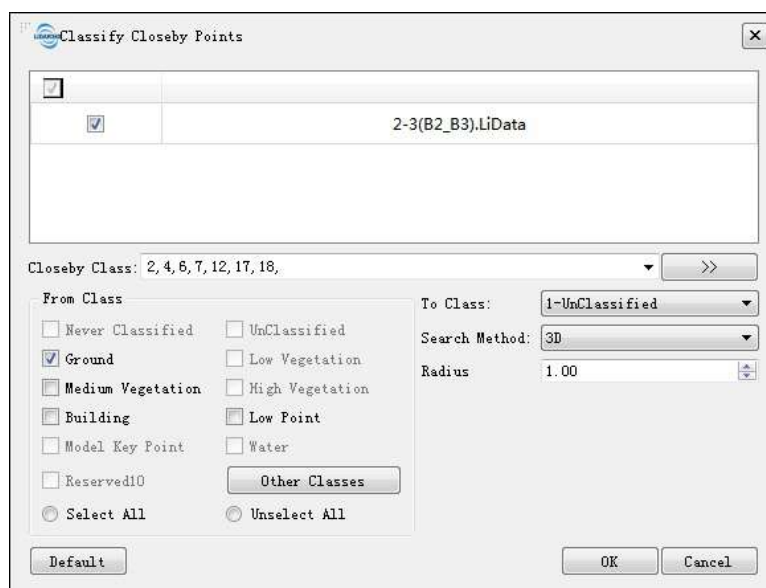 Classify Closeby Points
2-3(B2_B3).LiData
Closeby Class: 2, 4, 6, 7, 12, 17, 18, >>
From Class
Never Classified UnClassified
Ground Low Vegetation
Medium Vegetation High Vegetation
Building Low Point
Model Key Point Water
Reserved10 Other Classes
Select All Unselect All
To Class: 1-UnClassified
Search Method: 3D
Radius 1.00
Default OK Cancel